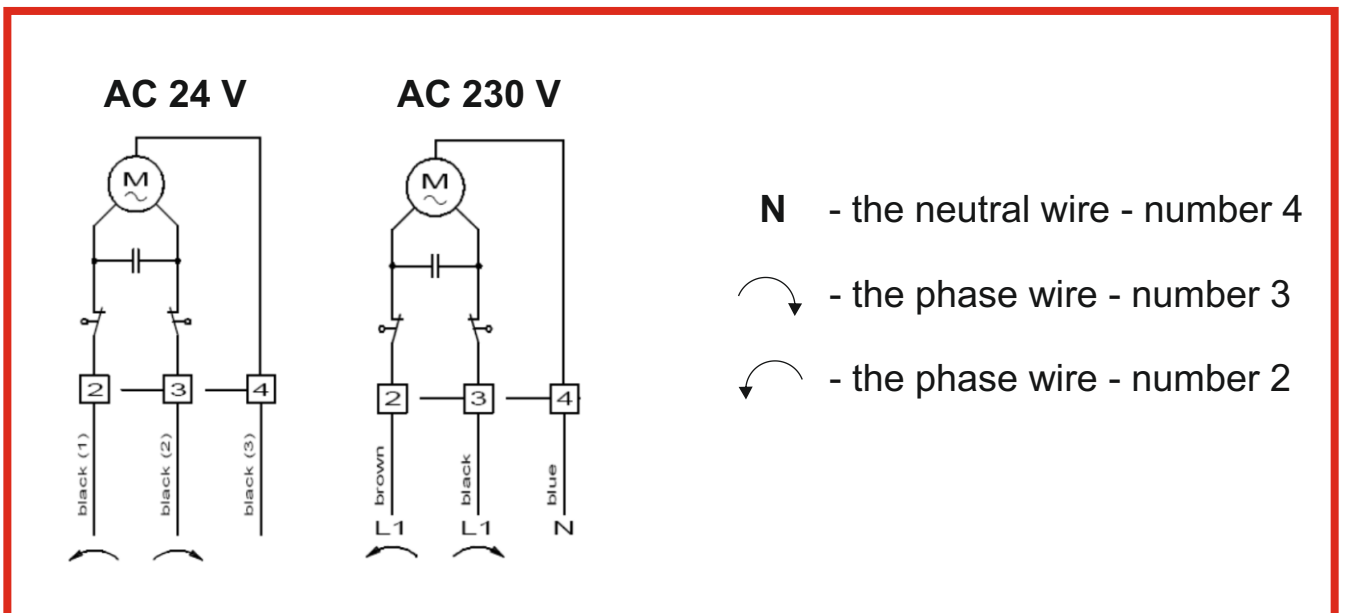 AC 24 V
M
~
2 3 4
black (1)
black (2)
black (3)
AC 230 V
M
~
2 3 4
brown
black
blue
L1 L1 N
N - the neutral wire - number 4
- the phase wire - number 3
- the phase wire - number 2